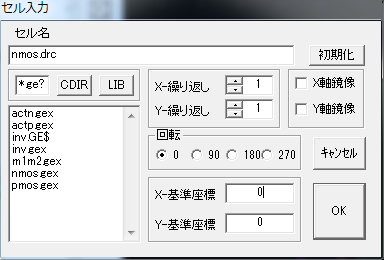 セル入力
セル名
nmos.drc
初期化
*ge?
CDIR
LIB
X-繰り返し 1
Y-繰り返し 1
X軸鏡像
Y軸鏡像
actn.gex
actp.gex
inv.GE$
inv.gex
m1m2.gex
nmos.gex
pmos.gex
回転
0 90 180 270
キャンセル
X-基準座標 0
Y-基準座標 0
OK